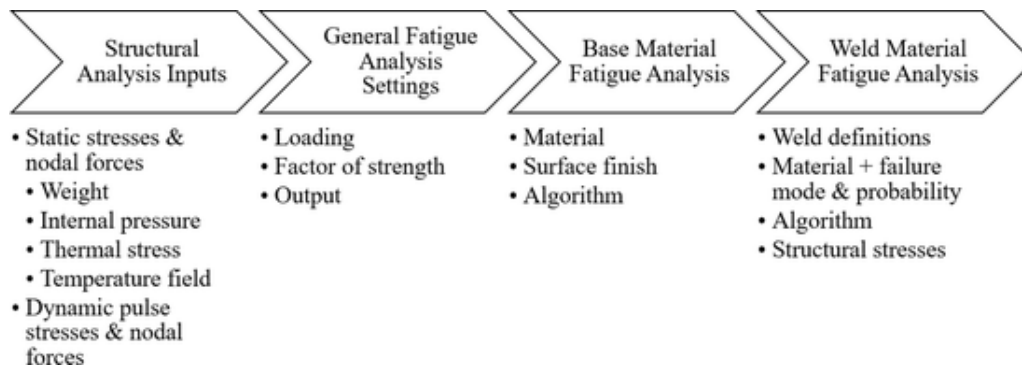 Structural
Analysis Inputs
• Static stresses &
nodal forces
• Weight
• Internal pressure
• Thermal stress
• Temperature field
• Dynamic pulse
stresses & nodal
forces
General Fatigue
Analysis
Settings
• Loading
• Factor of strength
• Output
Base Material
Fatigue Analysis
• Material
• Surface finish
• Algorithm
Weld Material
Fatigue Analysis
• Weld definitions
• Material + failure
mode & probability
• Algorithm
• Structural stresses